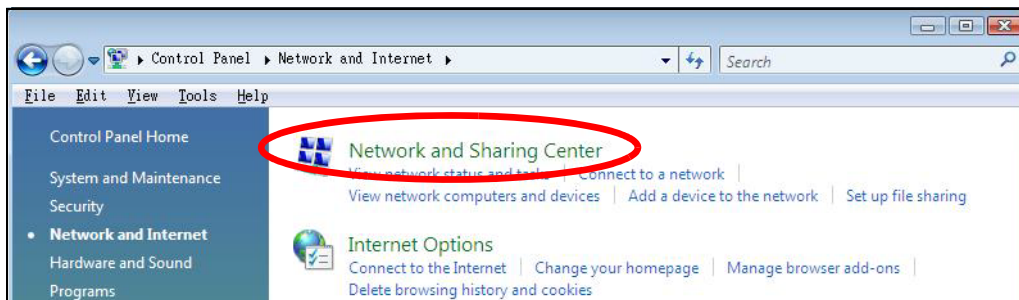 Control Panel Network and Internet Search
File Edit View Tools Help
Control Panel Home
System and Maintenance
Security
Network and Internet
Hardware and Sound
Programs
Network and Sharing Center
View network status and tasks Connect to a network
View network computers and devices Add a device to the network Set up file sharing
Internet Options
Connect to the Internet Change your homepage Manage browser add-ons
Delete browsing history and cookies